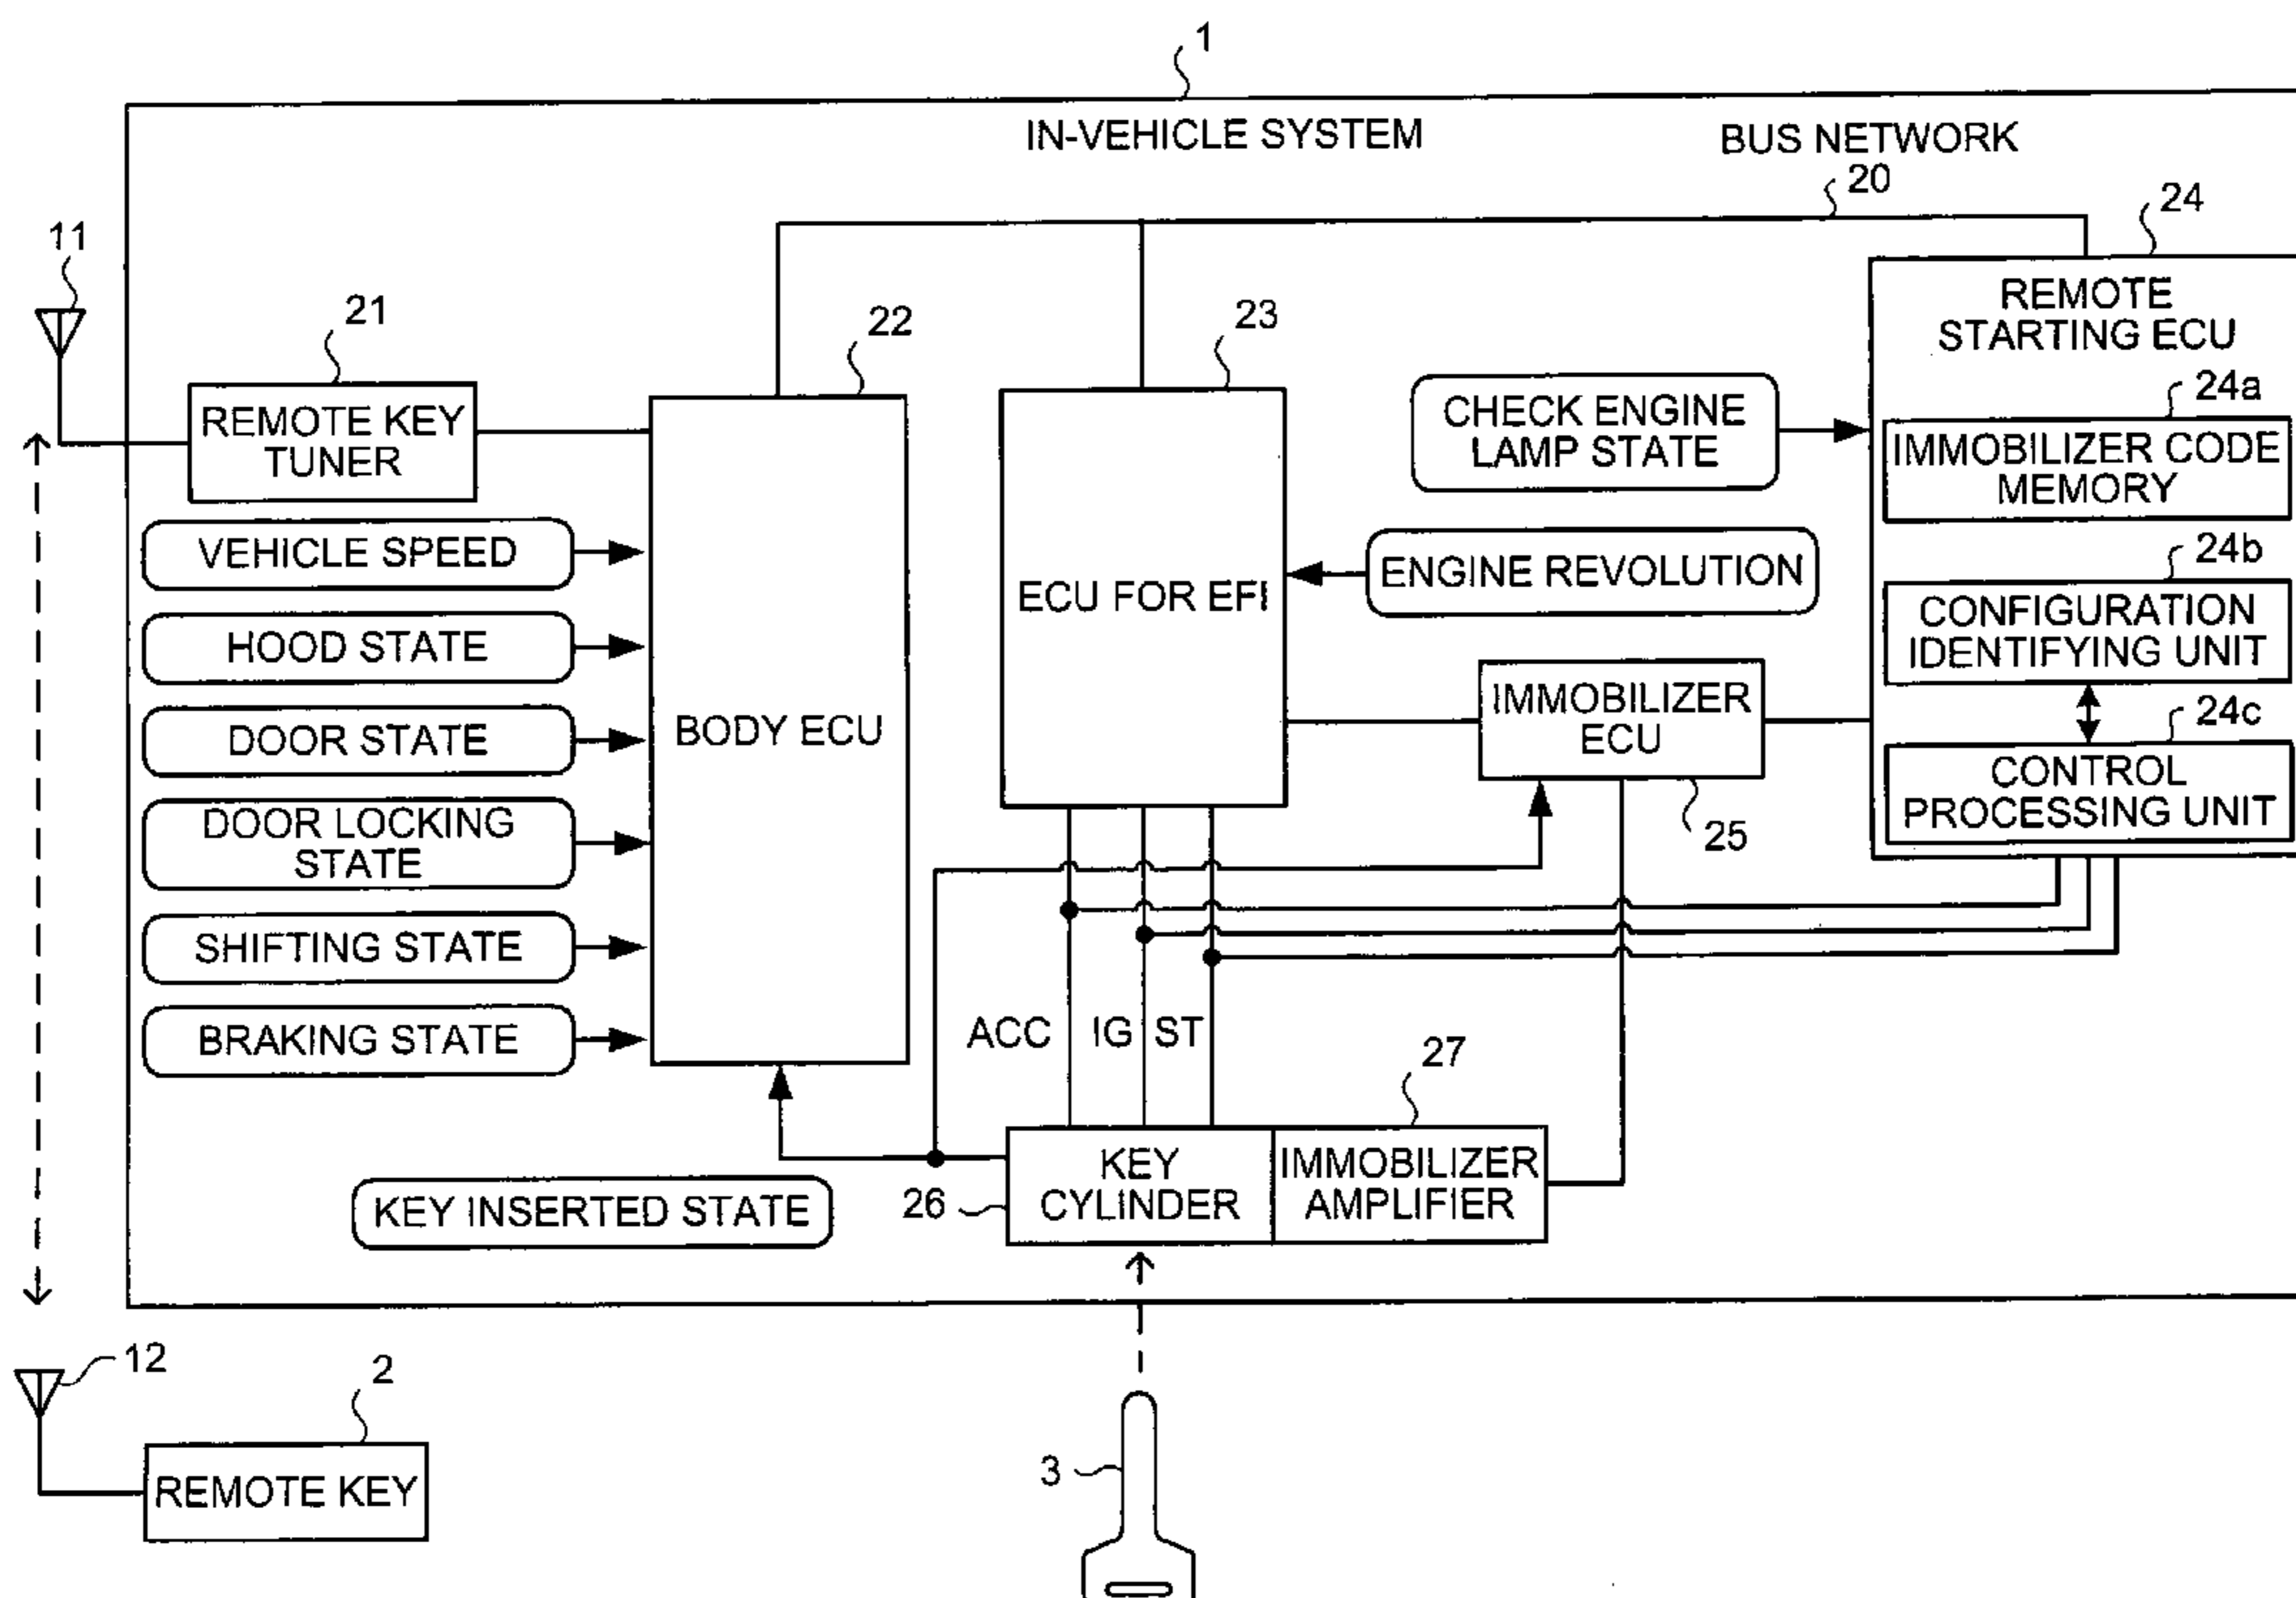 1
IN-VEHICLE SYSTEM
BUS NETWORK
20
24
11
21
22
23
REMOTE
STARTING ECU
REMOTE KEY
TUNER
CHECK ENGINE
LAMP STATE
24a
IMMOBILIZER CODE
MEMORY
VEHICLE SPEED
ECU FOR EFI
ENGINE REVOLUTION
24b
CONFIGURATION
IDENTIFYING UNIT
HOOD STATE
BODY ECU
IMMOBILIZER
ECU
24c
DOOR STATE
CONTROL
PROCESSING UNIT
DOOR LOCKING
STATE
25
SHIFTING STATE
BRAKING STATE
ACC
IG
ST
27
KEY INSERTED STATE
26
KEY
CYLINDER
IMMOBILIZER
AMPLIFIER
12
2
REMOTE KEY
3